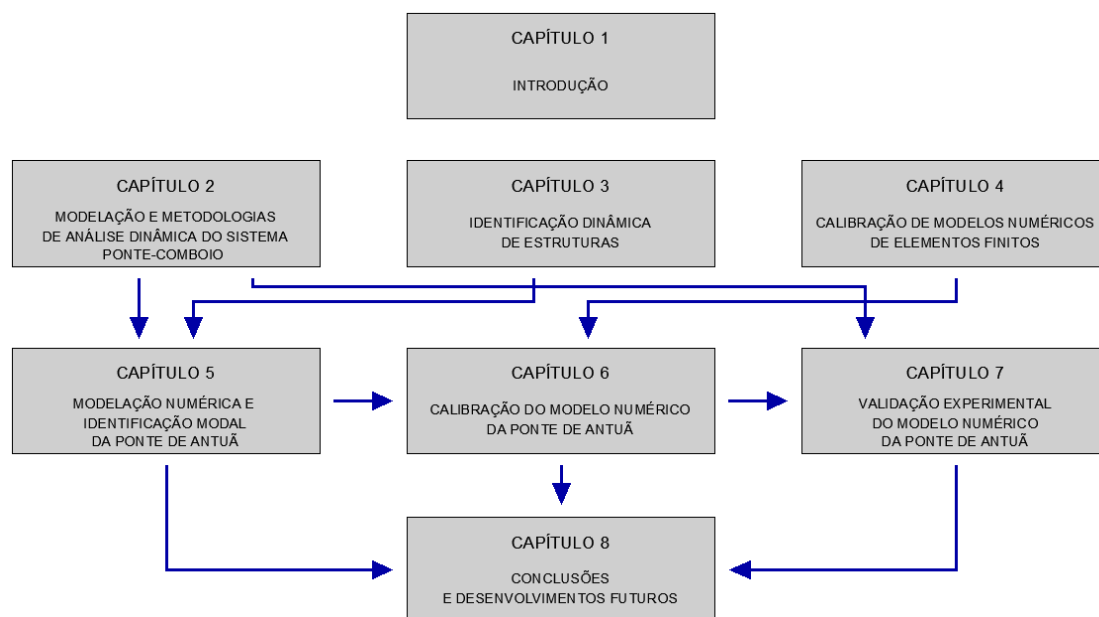 CAPÍTULO 1
INTRODUÇÃO
CAPÍTULO 2
MODELAÇÃO E METODOLOGIAS
DE ANÁLISE DINÂMICA DO SISTEMA
PONTE-COMBOIO
CAPÍTULO 3
IDENTIFICAÇÃO DINÂMICA
DE ESTRUTURAS
CAPÍTULO 4
CALIBRAÇÃO DE MODELOS NUMÉRICOS
DE ELEMENTOS FINITOS
CAPÍTULO 5
MODELAÇÃO NUMÉRICA E
IDENTIFICAÇÃO MODAL
DA PONTE DE ANTUÃ
CAPÍTULO 6
CALIBRAÇÃO DO MODELO NUMÉRICO
DA PONTE DE ANTUÃ
CAPÍTULO 7
VALIDAÇÃO EXPERIMENTAL
DO MODELO NUMÉRICO
DA PONTE DE ANTUÃ
CAPÍTULO 8
CONCLUSÕES
E DESENVOLVIMENTOS FUTUROS